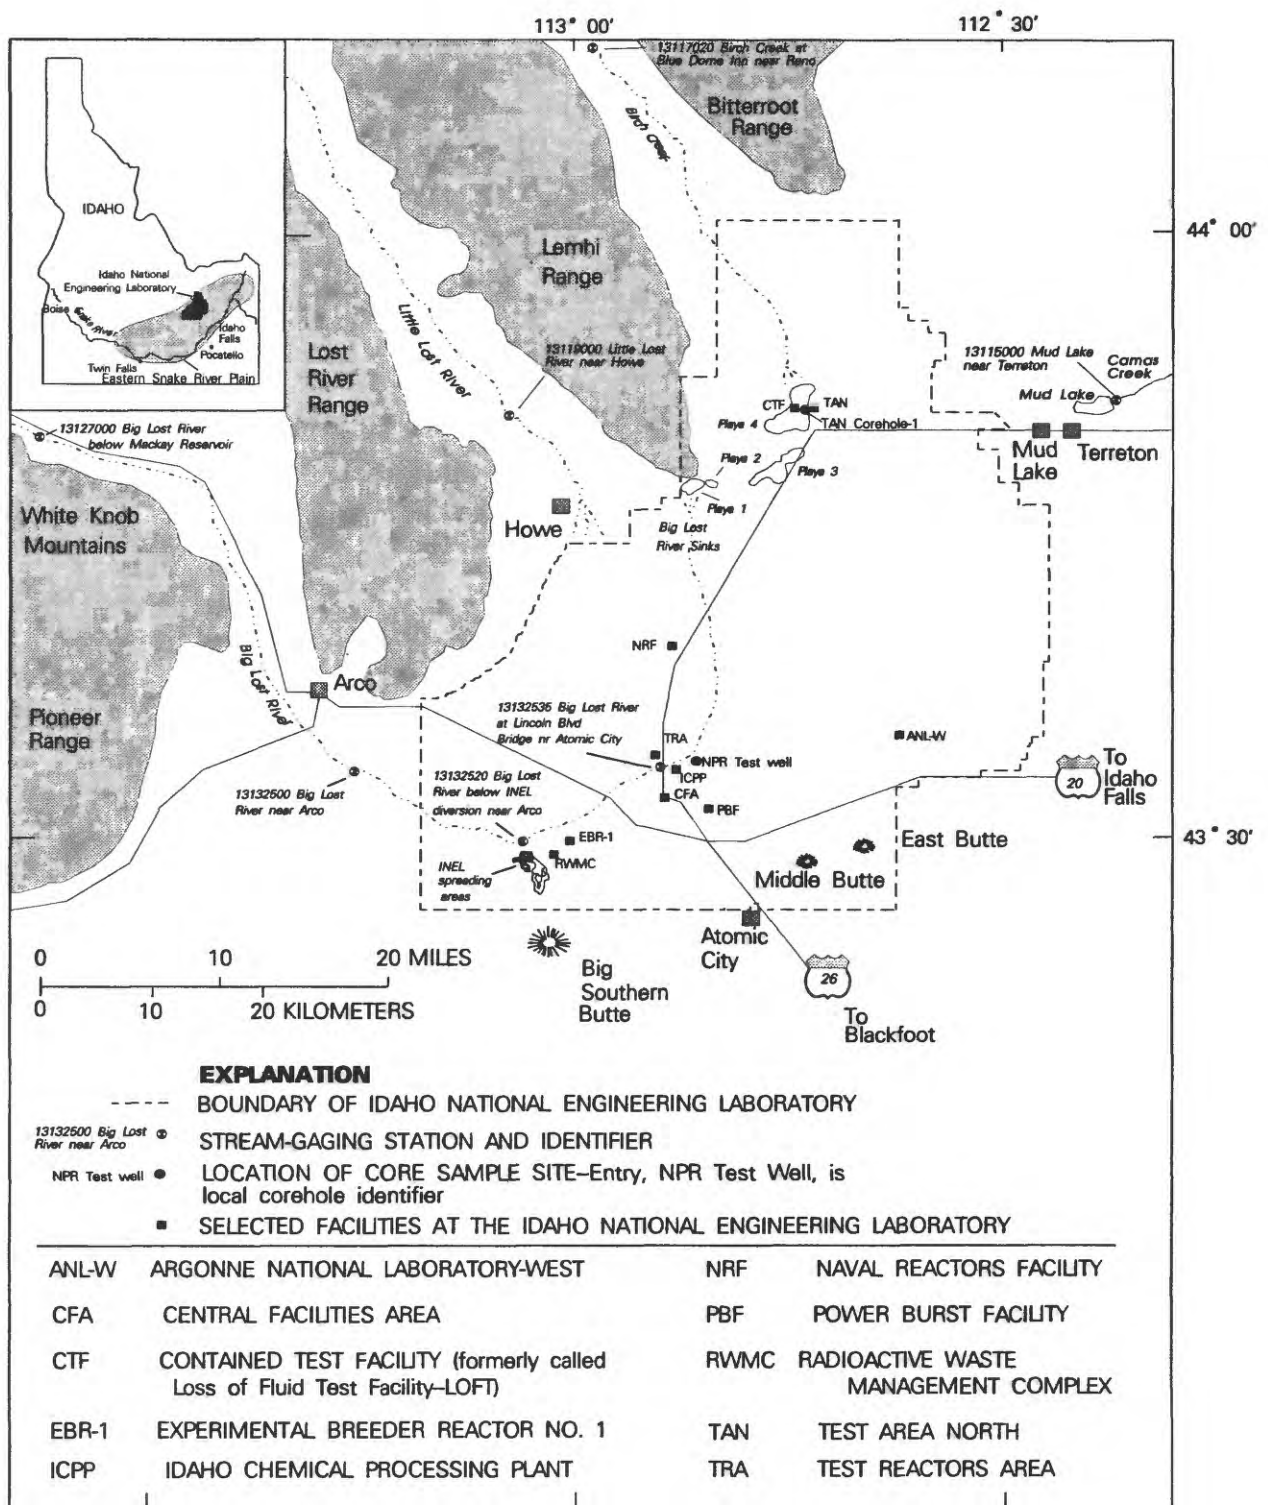 113° 00'
112° 30'
13117020 Birch Creek at
Blue Dome Inn near Reno
Bitterroot
Range
Birch Creek
IDAHO
Idaho National
Engineering Laboratory
Boise
Snake River
Idaho
Falls
Pocatello
Twin Falls
Eastern Snake River Plain
44° 00'
Lemhi
Range
Little Lost River
Lost
River
Range
13119000 Little Lost
River near Howe
13115000 Mud Lake
near Terreton
Camas
Creek
Mud Lake
CTF
TAN
TAN Corehole-1
Playa 4
Playa 2
Playa 3
Playa 1
Mud
Lake
Terreton
13127000 Big Lost River
below Mackay Reservoir
White Knob
Mountains
Howe
Big Lost
River Sinks
NRF
Big Lost River
Arco
Pioneer
Range
13132535 Big Lost River
at Lincoln Blvd
Bridge nr Atomic City
TRA
NPR Test well
ICPP
CFA
PBF
ANL-W
To
Idaho
Falls
20
13132500 Big Lost
River near Arco
13132520 Big Lost
River below INEL
diversion near Arco
EBR-1
RWMC
INEL
spreading
areas
43° 30'
East Butte
Middle Butte
Atomic
City
Big
Southern
Butte
26
To
Blackfoot
0 10 20 MILES
0 10 20 KILOMETERS
EXPLANATION
BOUNDARY OF IDAHO NATIONAL ENGINEERING LABORATORY
13132500 Big Lost
River near Arco
STREAM-GAGING STATION AND IDENTIFIER
NPR Test well
LOCATION OF CORE SAMPLE SITE–Entry, NPR Test Well, is
local corehole identifier
SELECTED FACILITIES AT THE IDAHO NATIONAL ENGINEERING LABORATORY
ANL-W ARGONNE NATIONAL LABORATORY-WEST
NRF NAVAL REACTORS FACILITY
CFA CENTRAL FACILITIES AREA
PBF POWER BURST FACILITY
CTF CONTAINED TEST FACILITY (formerly called
Loss of Fluid Test Facility–LOFT)
RWMC RADIOACTIVE WASTE
MANAGEMENT COMPLEX
EBR-1 EXPERIMENTAL BREEDER REACTOR NO. 1
TAN TEST AREA NORTH
ICPP IDAHO CHEMICAL PROCESSING PLANT
TRA TEST REACTORS AREA